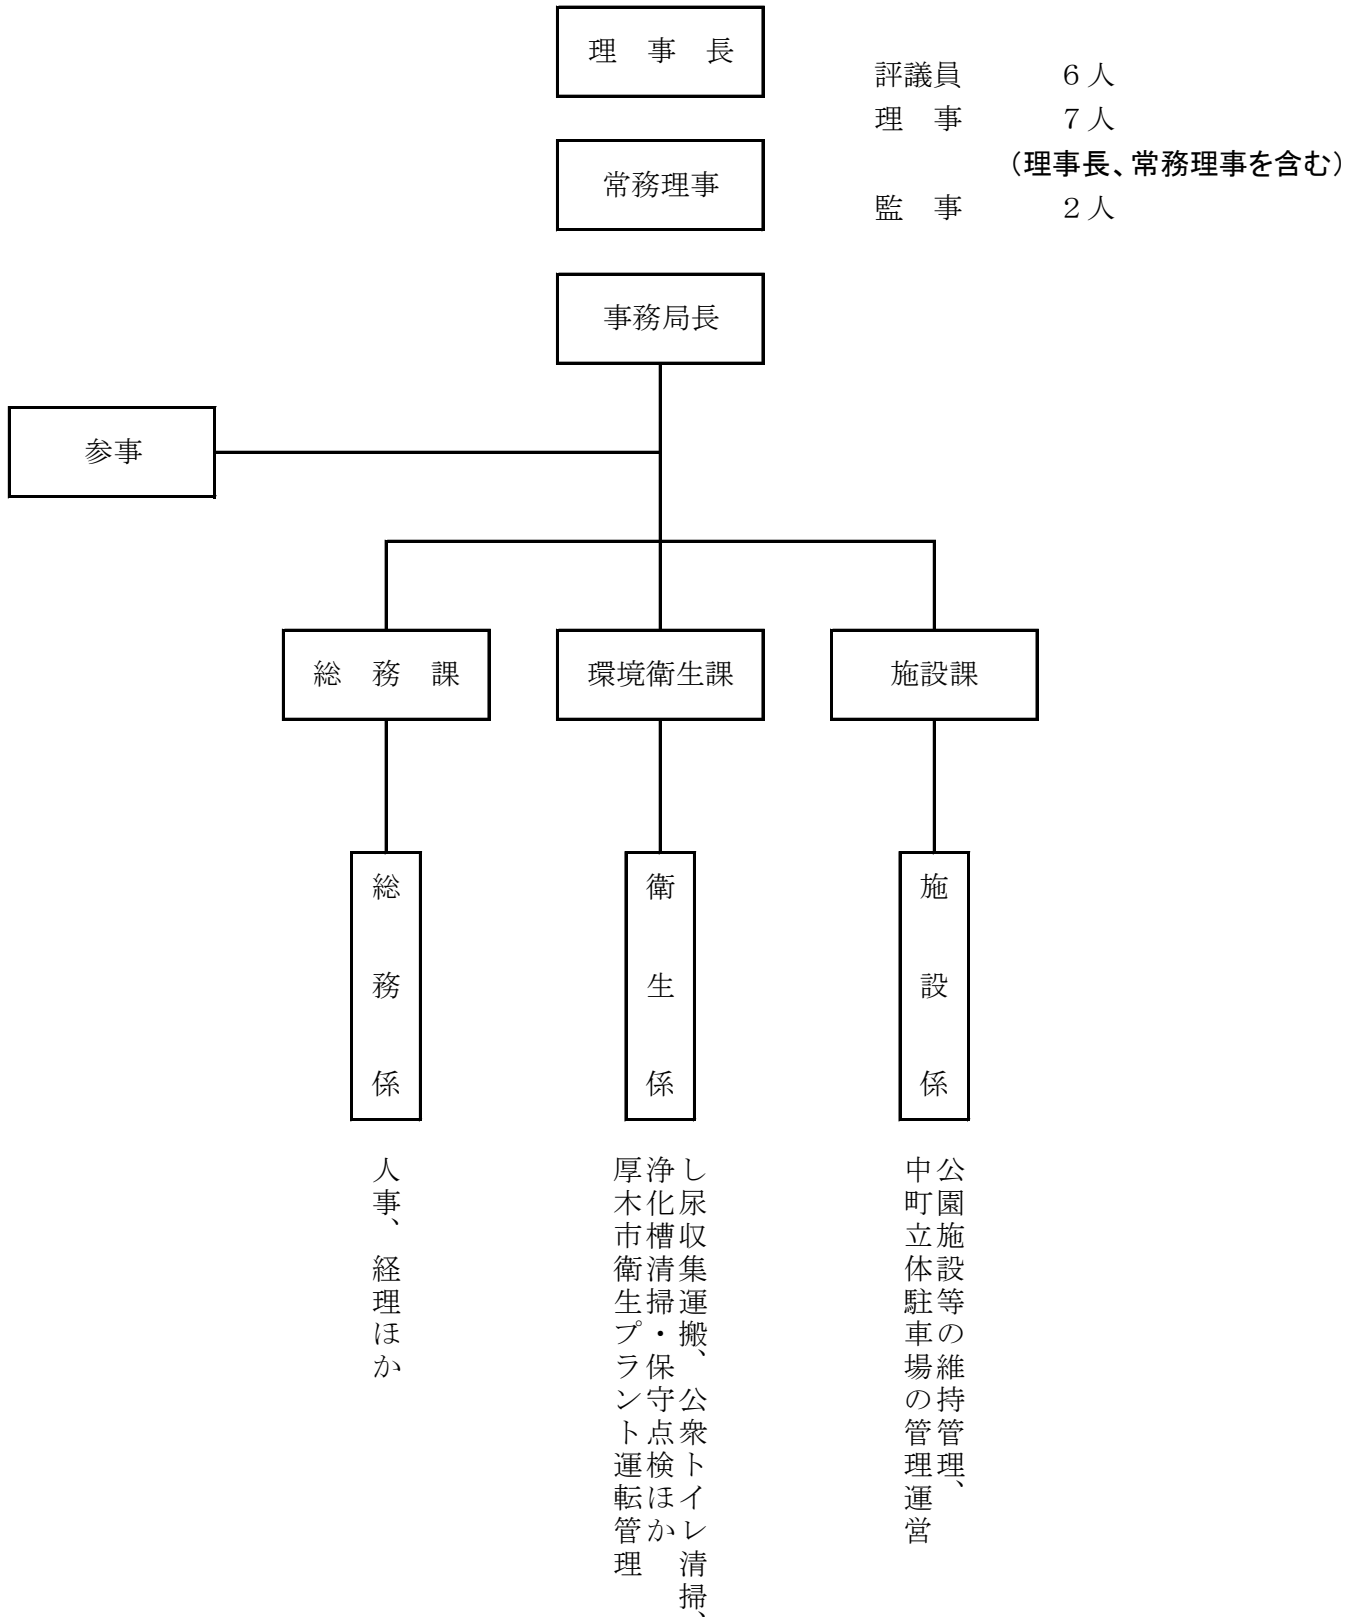 理　事　長
評議員　６人
理　事　７人
（理事長、常務理事を含む）
監　事　２人
常務理事
事務局長
参事
総　務　課
環境衛生課
施設課
総務係
衛生係
施設係
人事、経理ほか
し尿収集運搬、公衆トイレ清掃、
浄化槽清掃・保守点検ほか
厚木市衛生プラント運転管理
公園施設等の維持管理、
中町立体駐車場の管理運営